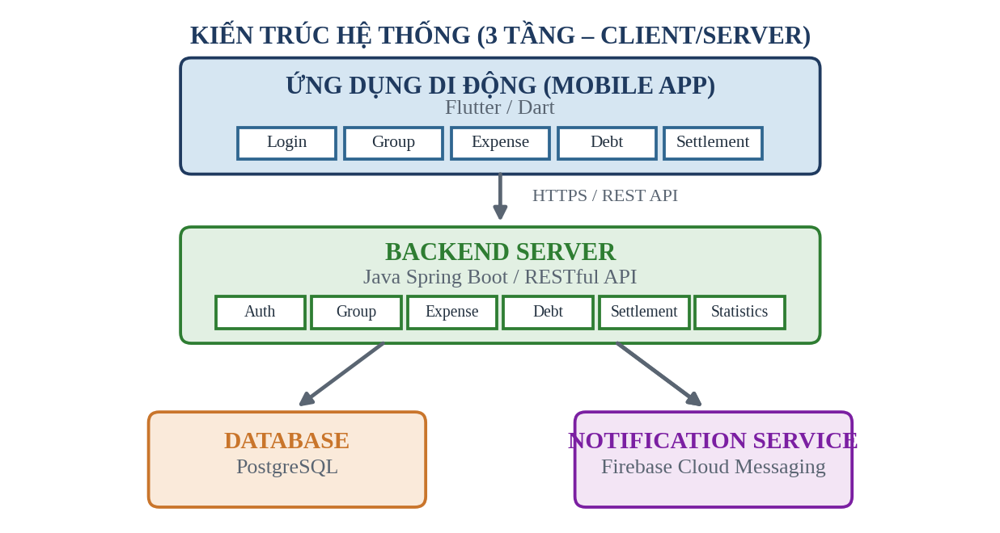 KIẾN TRÚC HỆ THỐNG (3 TẦNG – CLIENT/SERVER)
ỨNG DỤNG DI ĐỘNG (MOBILE APP)
Flutter / Dart
Login Group Expense Debt Settlement
HTTPS / REST API
BACKEND SERVER
Java Spring Boot / RESTful API
Auth Group Expense Debt Settlement Statistics
DATABASE
PostgreSQL
NOTIFICATION SERVICE
Firebase Cloud Messaging